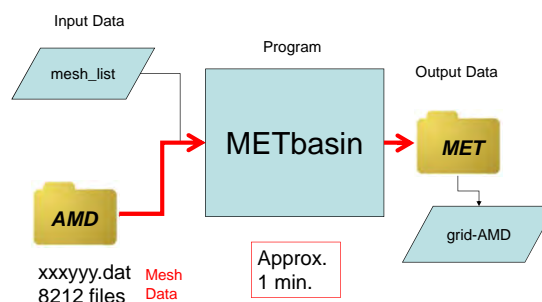 Input Data
Program
mesh_list
Output Data
METbasin
MET
AMD
grid-AMD
xxxyyy.dat
8212 files
Mesh
Data
Approx.
1 min.